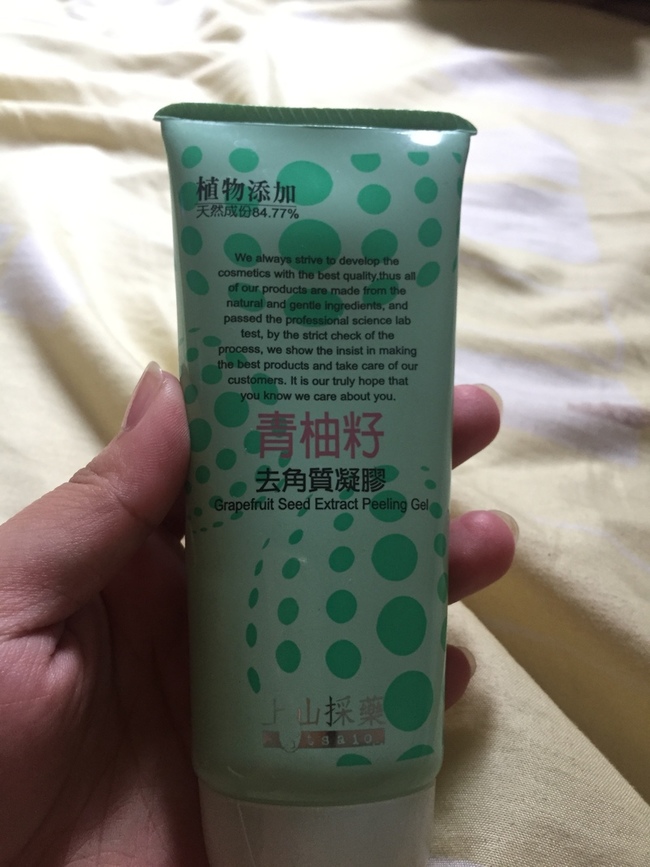 植物添加
天然成份84.77%
We always strive to develop the
cosmetics with the best quality,thus all
of our products are made from the
natural and gentle ingredients, and
passed the professional science lab
test, by the strict check of the
process, we show the insist in making
the best products and take care of our
customers. It is our truly hope that
you know we care about you.
青柚籽
去角質凝膠
Grapefruit Seed Extract Peeling Gel
上山採藥
tsaio